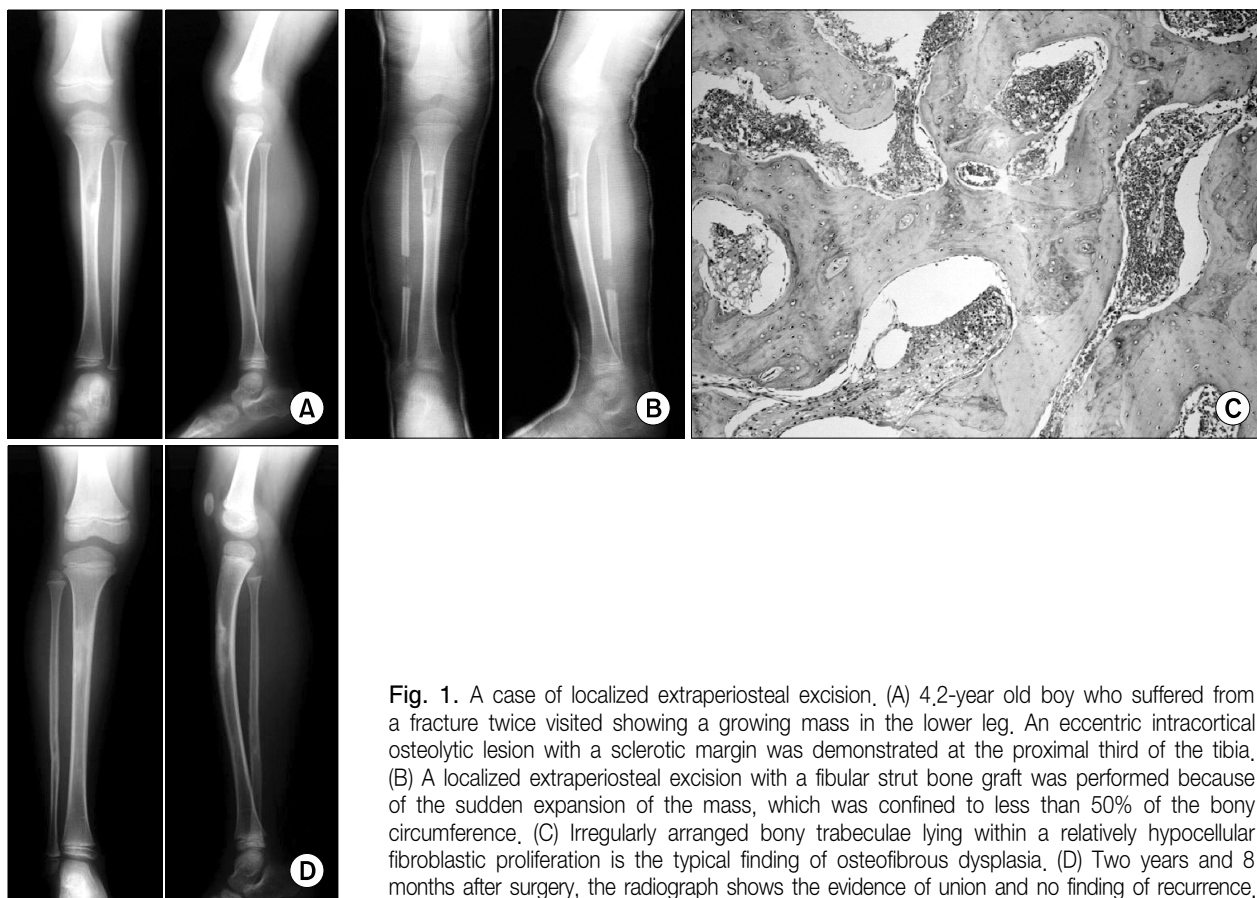 A
B
C
D
Fig. 1. A case of localized extraperiosteal excision. (A) 4.2-year old boy who suffered from
a fracture twice visited showing a growing mass in the lower leg. An eccentric intracortical
osteolytic lesion with a sclerotic margin was demonstrated at the proximal third of the tibia.
(B) A localized extraperiosteal excision with a fibular strut bone graft was performed because
of the sudden expansion of the mass, which was confined to less than 50% of the bony
circumference. (C) Irregularly arranged bony trabeculae lying within a relatively hypocellular
fibroblastic proliferation is the typical finding of osteofibrous dysplasia. (D) Two years and 8
months after surgery, the radiograph shows the evidence of union and no finding of recurrence.